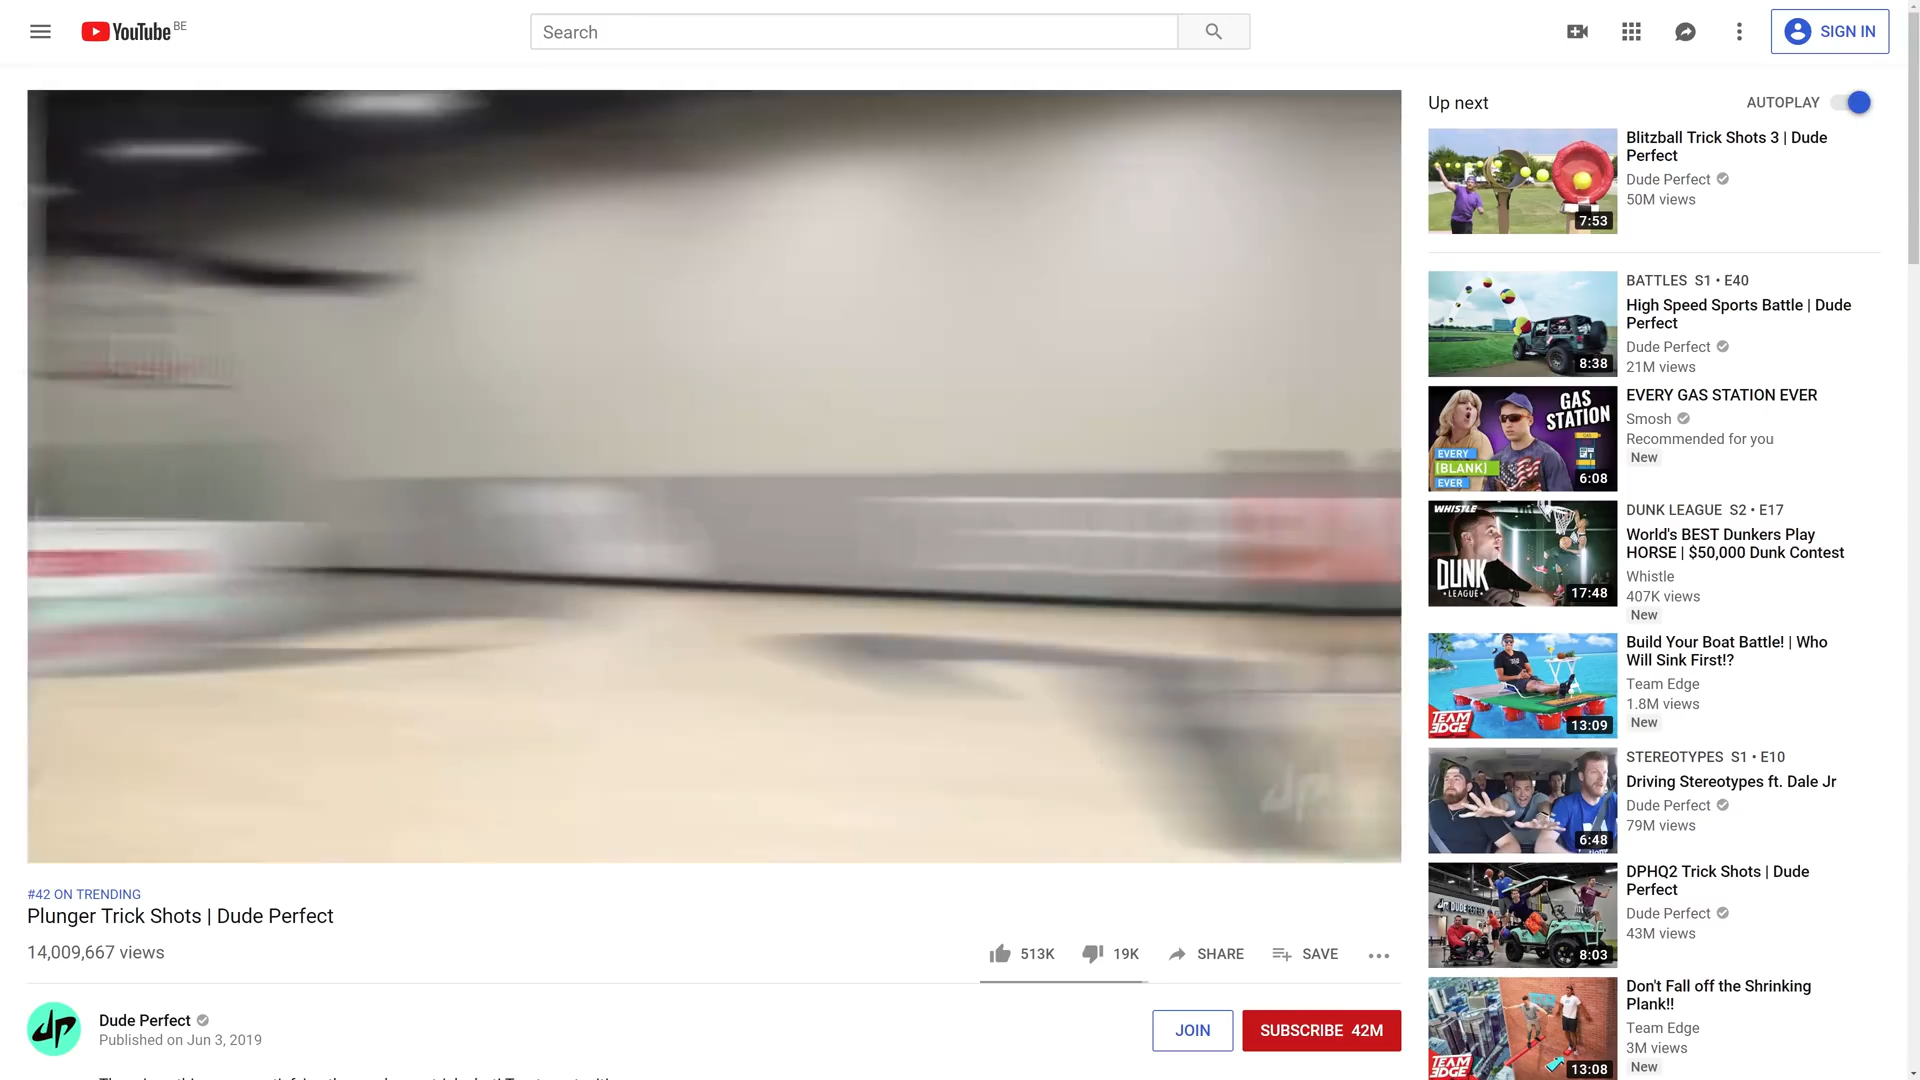 YouTube BE
Search
SIGN IN
Up next
AUTOPLAY
7:53
Blitzball Trick Shots 3 | Dude
Perfect
Dude Perfect
50M views
8:38
BATTLES S1 • E40
High Speed Sports Battle | Dude
Perfect
Dude Perfect
21M views
GAS
STATION
EVERY
(BLANK)
EVER
6:08
EVERY GAS STATION EVER
Smosh
Recommended for you
New
WHISTLE
DUNK
•LEAGUE•
17:48
DUNK LEAGUE S2 • E17
World's BEST Dunkers Play
HORSE | $50,000 Dunk Contest
Whistle
407K views
New
TEAM
EDGE
13:09
Build Your Boat Battle! | Who
Will Sink First!?
Team Edge
1.8M views
New
6:48
STEREOTYPES S1 • E10
Driving Stereotypes ft. Dale Jr
Dude Perfect
79M views
DUDE PERFECT
8:03
DPHQ2 Trick Shots | Dude
Perfect
Dude Perfect
43M views
TEAM
EDGE
13:08
Don't Fall off the Shrinking
Plank!!
Team Edge
3M views
New
dp
#42 ON TRENDING
Plunger Trick Shots | Dude Perfect
14,009,667 views
513K
19K
SHARE
SAVE
dp
Dude Perfect
Published on Jun 3, 2019
JOIN
SUBSCRIBE 42M